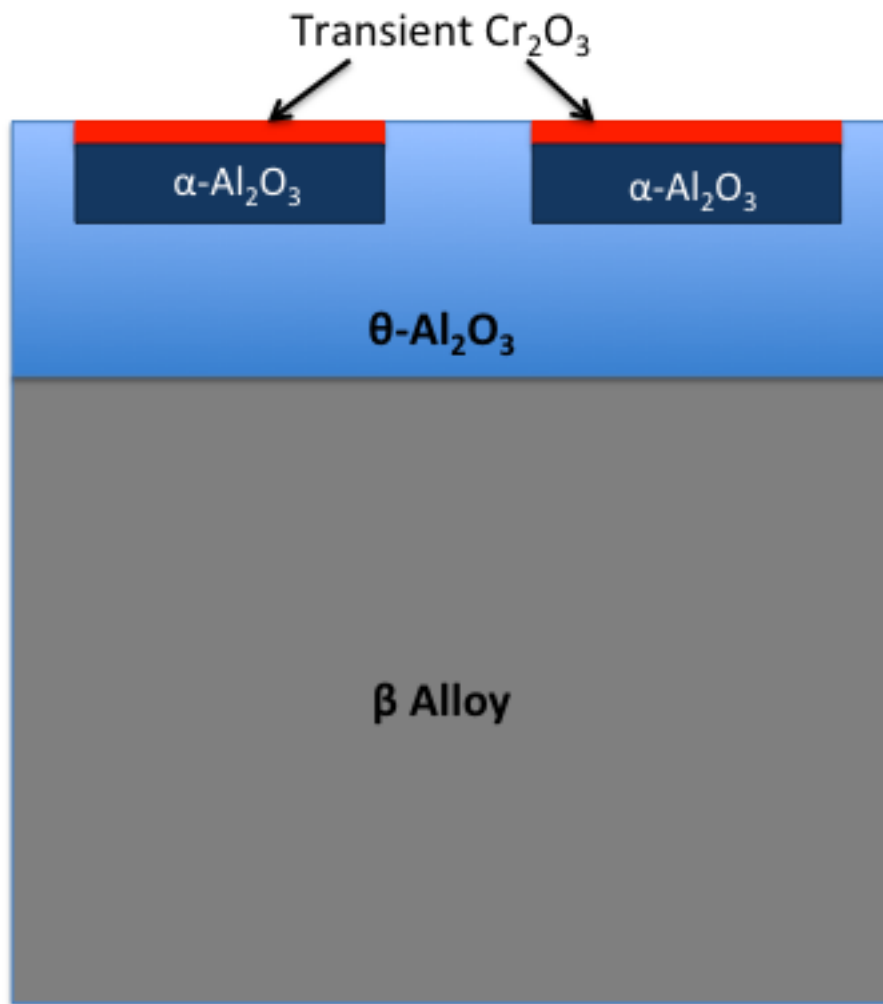 Transient Cr₂O₃
α-Al₂O₃
α-Al₂O₃
θ-Al₂O₃
β Alloy